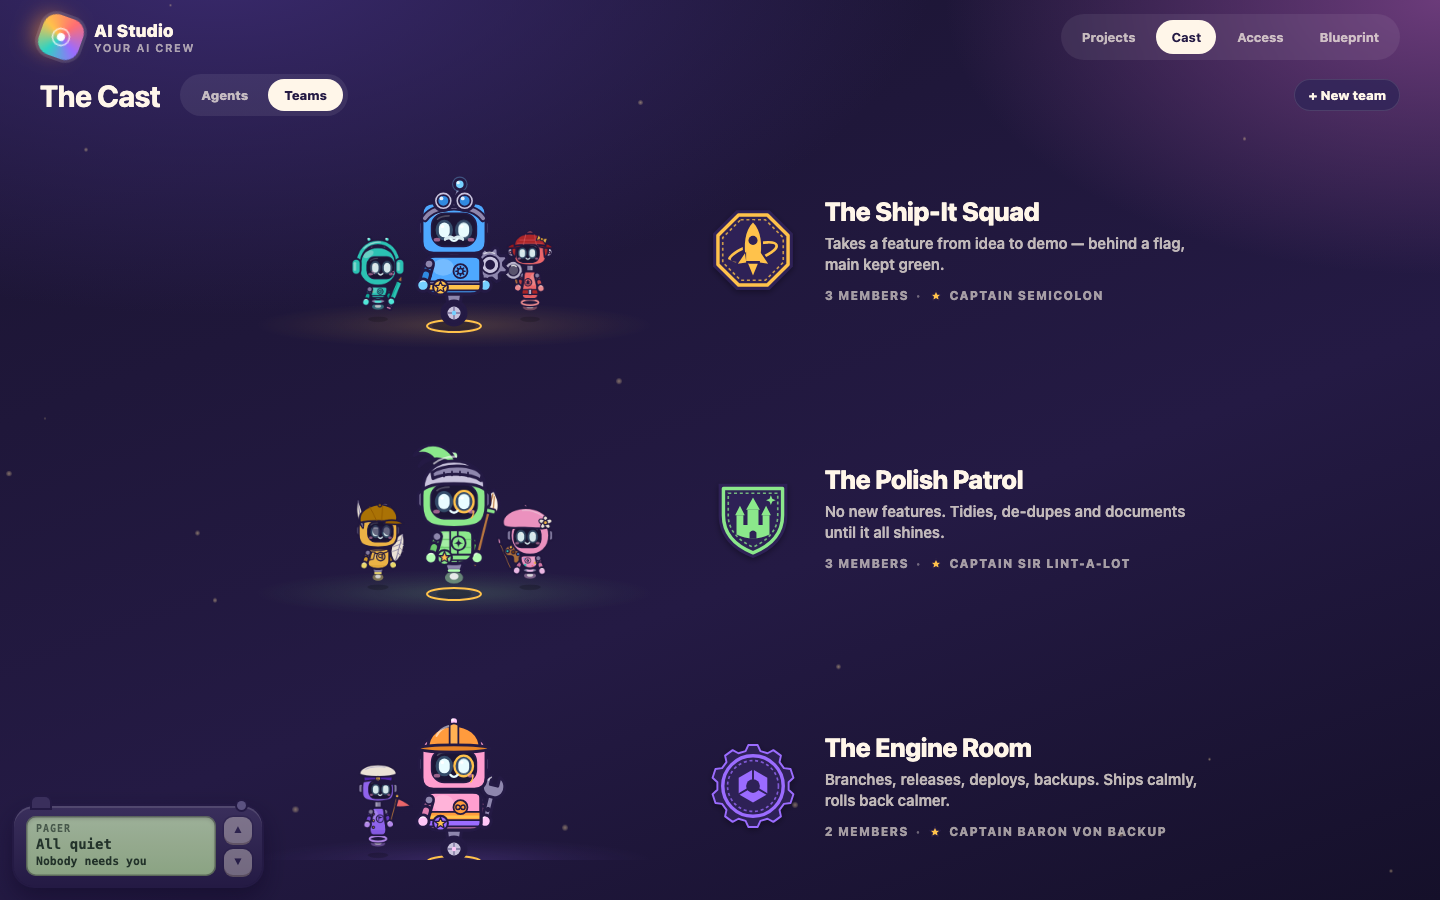 AI Studio
YOUR AI CREW
Projects
Cast
Access
Blueprint
The Cast
Agents
Teams
+ New team
The Ship-It Squad
Takes a feature from idea to demo — behind a flag,
main kept green.
3 MEMBERS · ★ CAPTAIN SEMICOLON
The Polish Patrol
No new features. Tidies, de-dupes and documents
until it all shines.
3 MEMBERS · ★ CAPTAIN SIR LINT-A-LOT
The Engine Room
Branches, releases, deploys, backups. Ships calmly,
rolls back calmer.
2 MEMBERS · ★ CAPTAIN BARON VON BACKUP
PAGER
All quiet
Nobody needs you